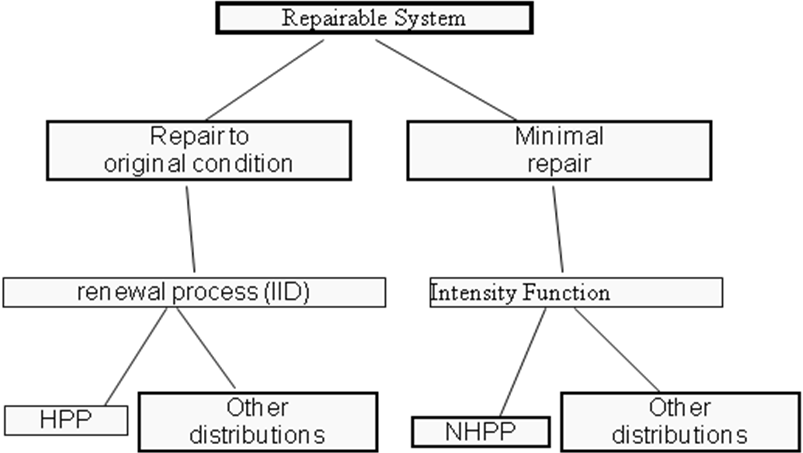 Repairable System
Repair to
original condition
Minimal
repair
renewal process (IID)
Intensity Function
HPP
Other
distributions
NHPP
Other
distributions